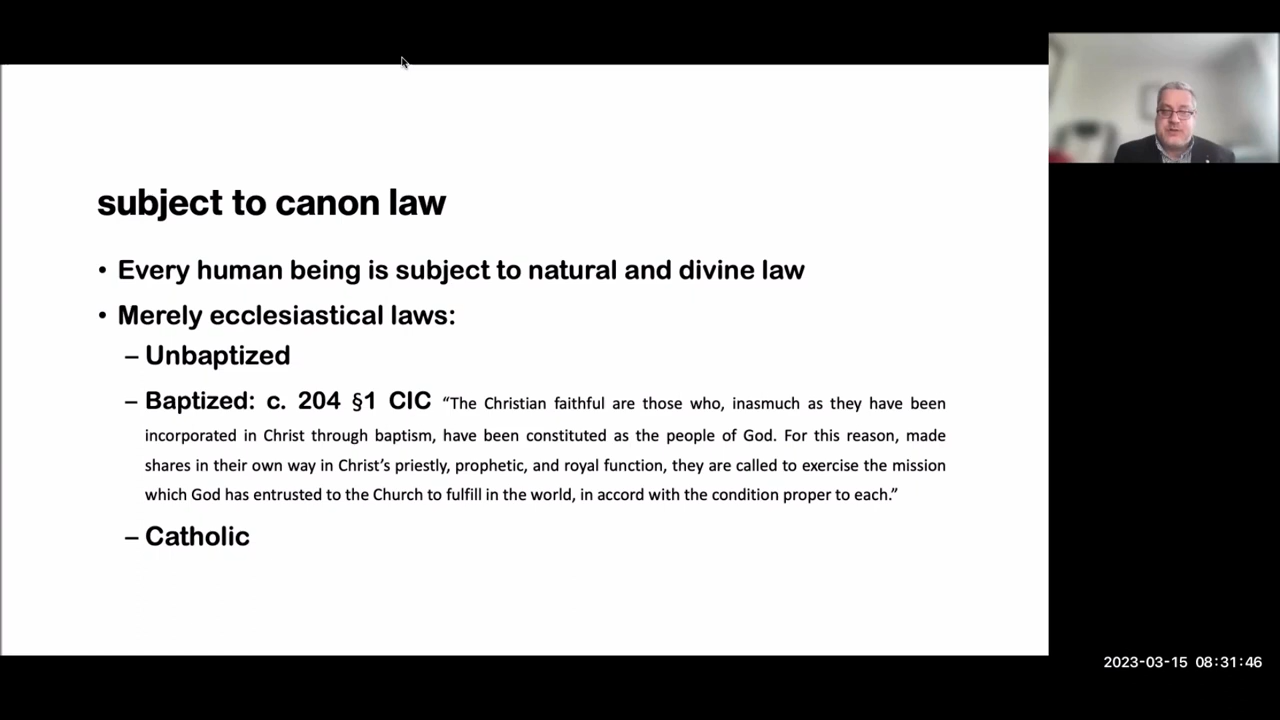 subject to canon law
• Every human being is subject to natural and divine law
• Merely ecclesiastical laws:
– Unbaptized
– Baptized: c. 204 §1 CIC “The Christian faithful are those who, inasmuch as they have been
incorporated in Christ through baptism, have been constituted as the people of God. For this reason, made
shares in their own way in Christ’s priestly, prophetic, and royal function, they are called to exercise the mission
which God has entrusted to the Church to fulfill in the world, in accord with the condition proper to each.”
– Catholic
2023-03-15 08:31:46